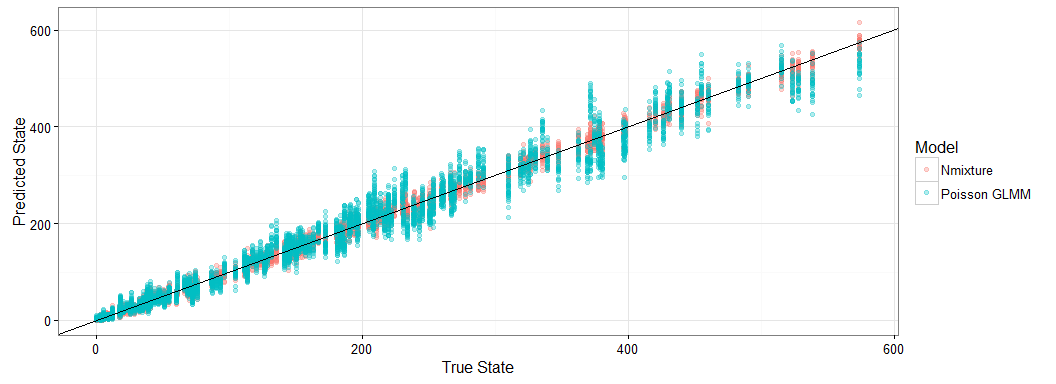 600
400
200
0
Predicted State
0 200 400 600
True State
Model
Nmixture
Poisson GLMM